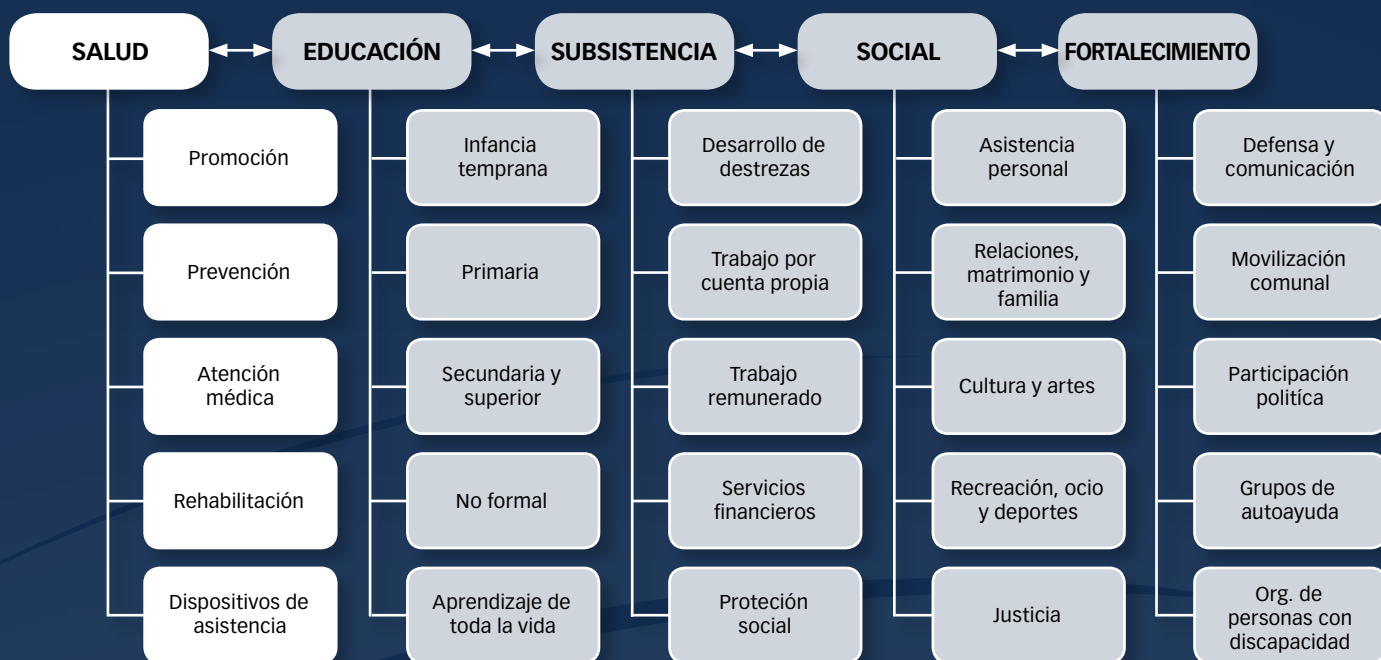 SALUD
EDUCACIÓN
SUBSISTENCIA
SOCIAL
FORTALECIMIENTO
Promoción
Prevención
Atención
médica
Rehabilitación
Dispositivos de
asistencia
Infancia
temprana
Primaria
Secundaria y
superior
No formal
Aprendizaje de
toda la vida
Desarrollo de
destrezas
Trabajo por
cuenta propia
Trabajo
remunerado
Servicios
financieros
Proteción
social
Asistencia
personal
Relaciones,
matrimonio y
familia
Cultura y artes
Recreación, ocio
y deportes
Justicia
Defensa y
comunicación
Movilización
comunal
Participación
politíca
Grupos de
autoayuda
Org. de
personas con
discapacidad